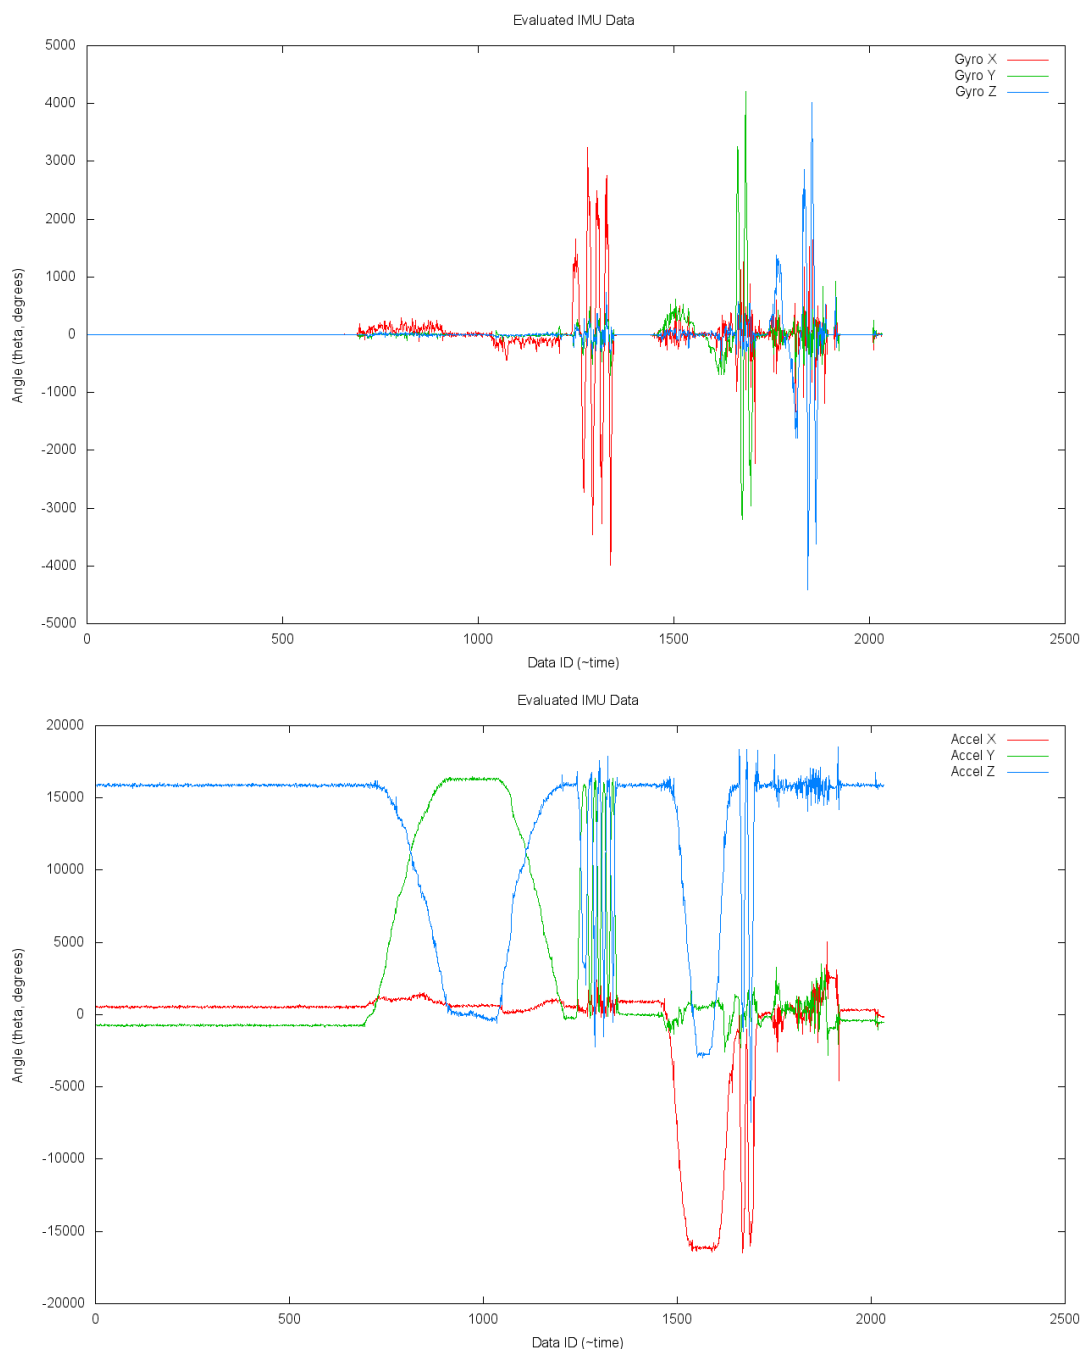 Evaluated IMU Data
5000
4000
3000
2000
1000
0
-1000
-2000
-3000
-4000
-5000
Angle (theta, degrees)
Gyro X
Gyro Y
Gyro Z
0
500
1000
1500
2000
2500
Data ID (~time)
Evaluated IMU Data
20000
15000
10000
5000
0
-5000
-10000
-15000
-20000
Angle (theta, degrees)
Accel X
Accel Y
Accel Z
0
500
1000
1500
2000
2500
Data ID (~time)